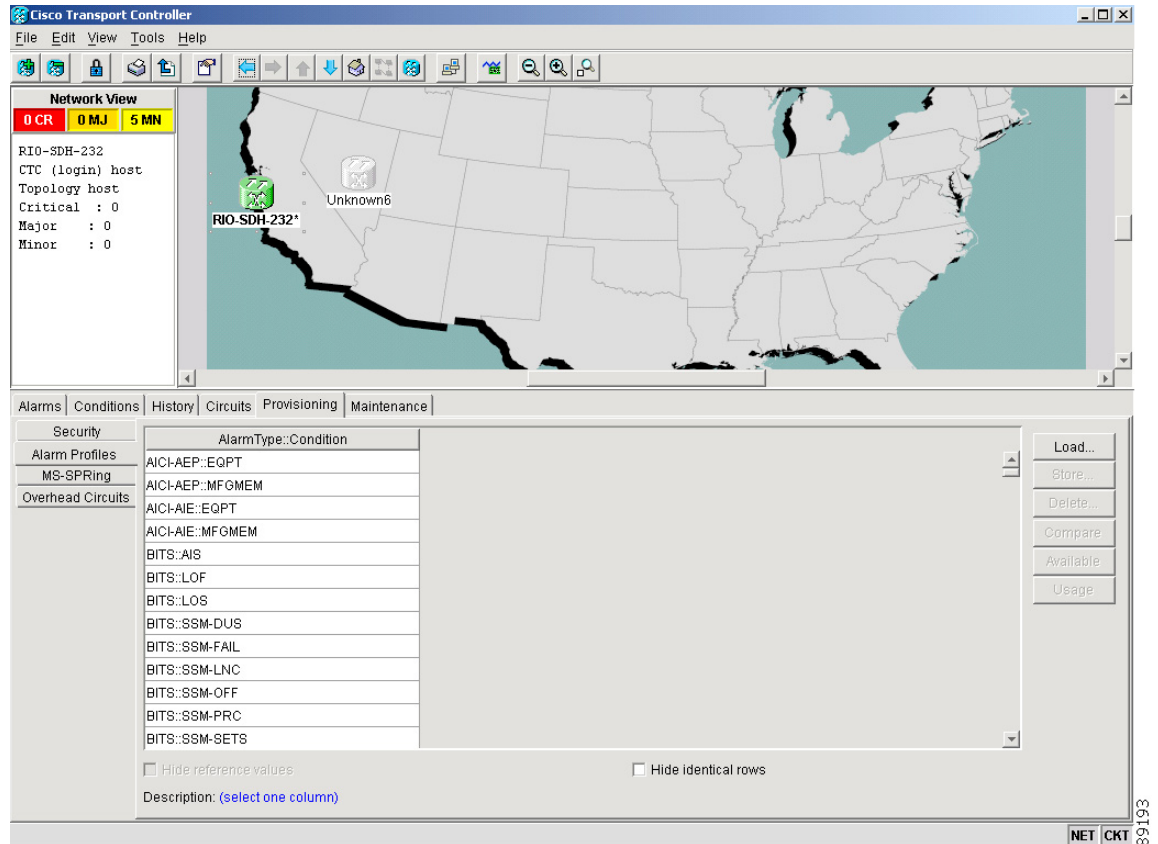 Cisco Transport Controller
File Edit View Tools Help
Network View
0 CR 0 MJ 5 MN
RIO-SDH-232
CTC (login) host
Topology host
Critical : 0
Major : 0
Minor : 0
Unknown6
RIO-SDH-232*
Alarms Conditions History Circuits Provisioning Maintenance
Security
Alarm Profiles
MS-SPRing
Overhead Circuits
AlarmType::Condition
AICI-AEP::EQPT
AICI-AEP::MFGMEM
AICI-AIE::EQPT
AICI-AIE::MFGMEM
BITS::AIS
BITS::LOF
BITS::LOS
BITS::SSM-DUS
BITS::SSM-FAIL
BITS::SSM-LNC
BITS::SSM-OFF
BITS::SSM-PRC
BITS::SSM-SETS
Load...
Store...
Delete...
Compare
Available
Usage
Hide reference values
Hide identical rows
Description: (select one column)
NET CKT
89193